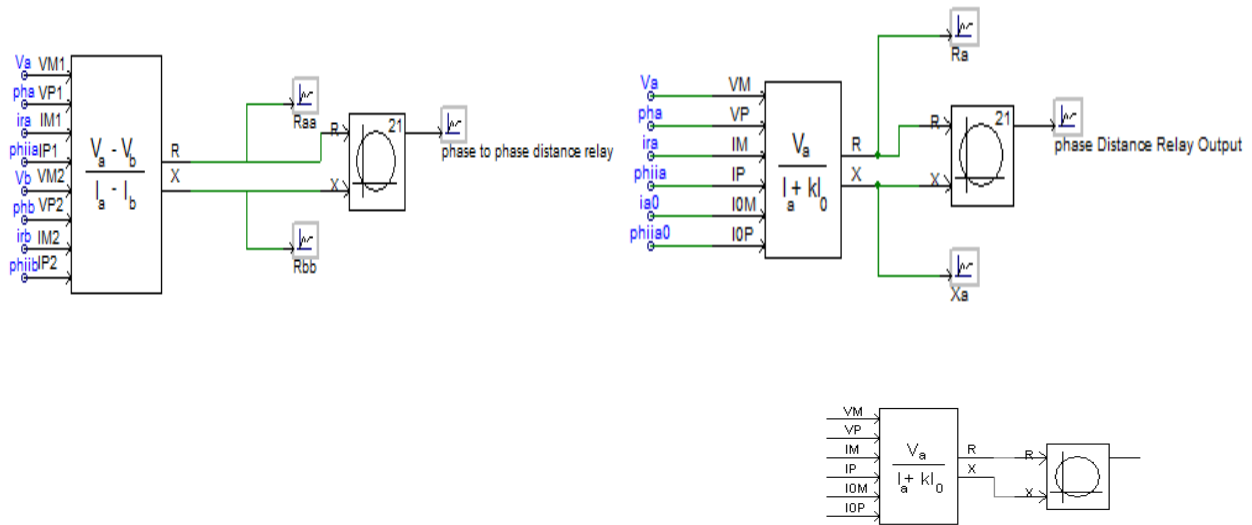 Va VM1
pha VP1
ira IM1
phiia IP1
Vb VM2
phb VP2
irb IM2
phiib IP2
Va - Vb
Ia - Ib
R
X
Raa
Rbb
R
X
21
phase to phase distance relay
Va VM
pha VP
ira IM
phiia IP
ia0 I0M
phiia0 I0P
Va
Ia + kI0
R
X
Ra
Xa
R
X
21
phase Distance Relay Output
VM
VP
IM
IP
I0M
I0P
Va
Ia + kI0
R
X
R
X